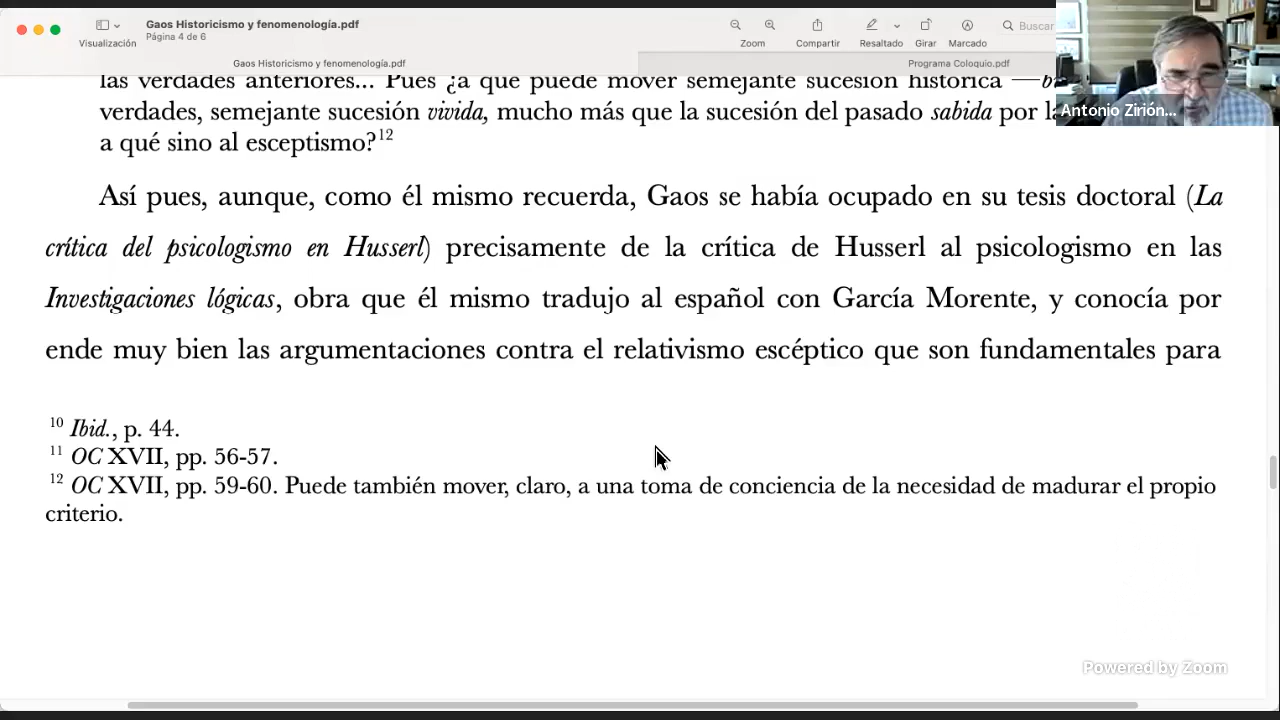 Gaos Historicismo y fenomenología.pdf
Página 4 de 6
Visualización
Zoom
Compartir
Resaltado
Girar
Marcado
Buscar
Gaos Historicismo y fenomenología.pdf
Programa Coloquio.pdf
Antonio Zirión...
las verdades anteriores... Pues ¿a qué puede mover semejante sucesión histórica —
verdades, semejante sucesión vivida, mucho más que la sucesión del pasado sabida por
a qué sino al esceptismo?12
Así pues, aunque, como él mismo recuerda, Gaos se había ocupado en su tesis doctoral (La
crítica del psicologismo en Husserl) precisamente de la crítica de Husserl al psicologismo en las
Investigaciones lógicas, obra que él mismo tradujo al español con García Morente, y conocía por
ende muy bien las argumentaciones contra el relativismo escéptico que son fundamentales para
10 Ibid., p. 44.
11 OC XVII, pp. 56-57.
12 OC XVII, pp. 59-60. Puede también mover, claro, a una toma de conciencia de la necesidad de madurar el propio
criterio.
Powered by Zoom